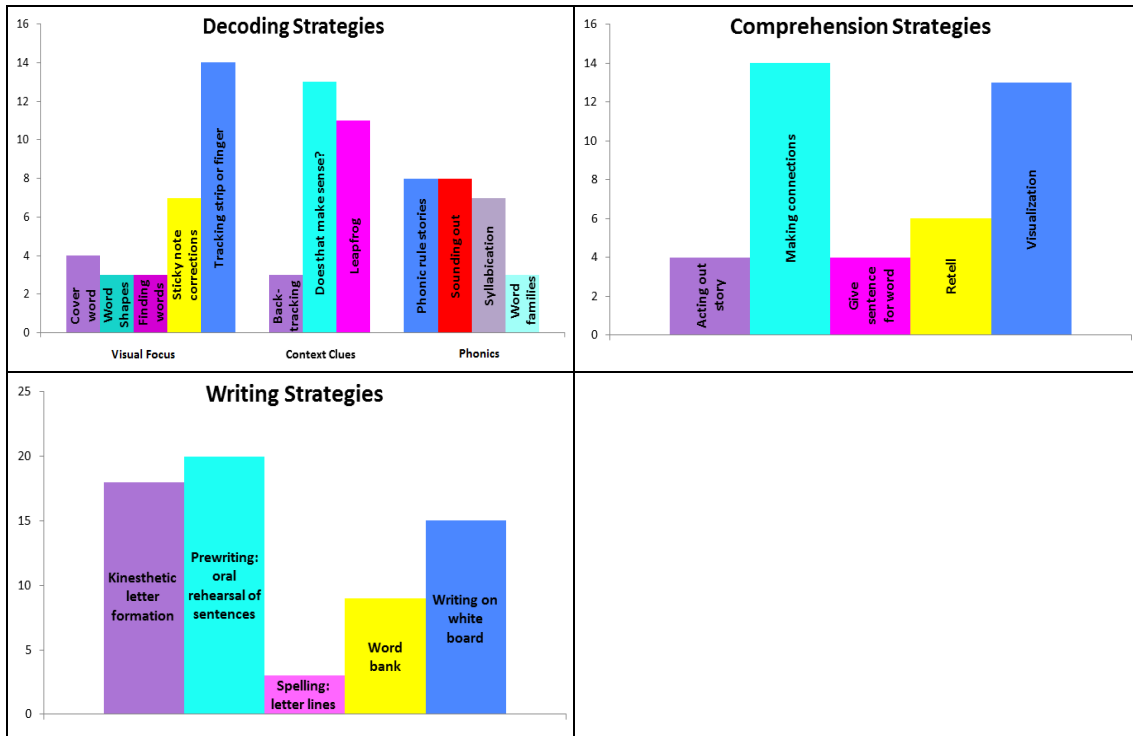 Decoding Strategies
16
14
12
10
8
6
4
2
0
Cover
word
Word
Shapes
Finding
words
Sticky note
corrections
Tracking strip or finger
Back-
tracking
Does that make sense?
Leapfrog
Phonic rule stories
Sounding out
Syllabication
Word
families
Visual Focus
Context Clues
Phonics
Comprehension Strategies
16
14
12
10
8
6
4
2
0
Acting out
story
Making connections
Give
sentence
for word
Retell
Visualization
Writing Strategies
25
20
15
10
5
0
Kinesthetic
letter
formation
Prewriting:
oral
rehearsal of
sentences
Spelling:
letter lines
Word
bank
Writing on
white
board